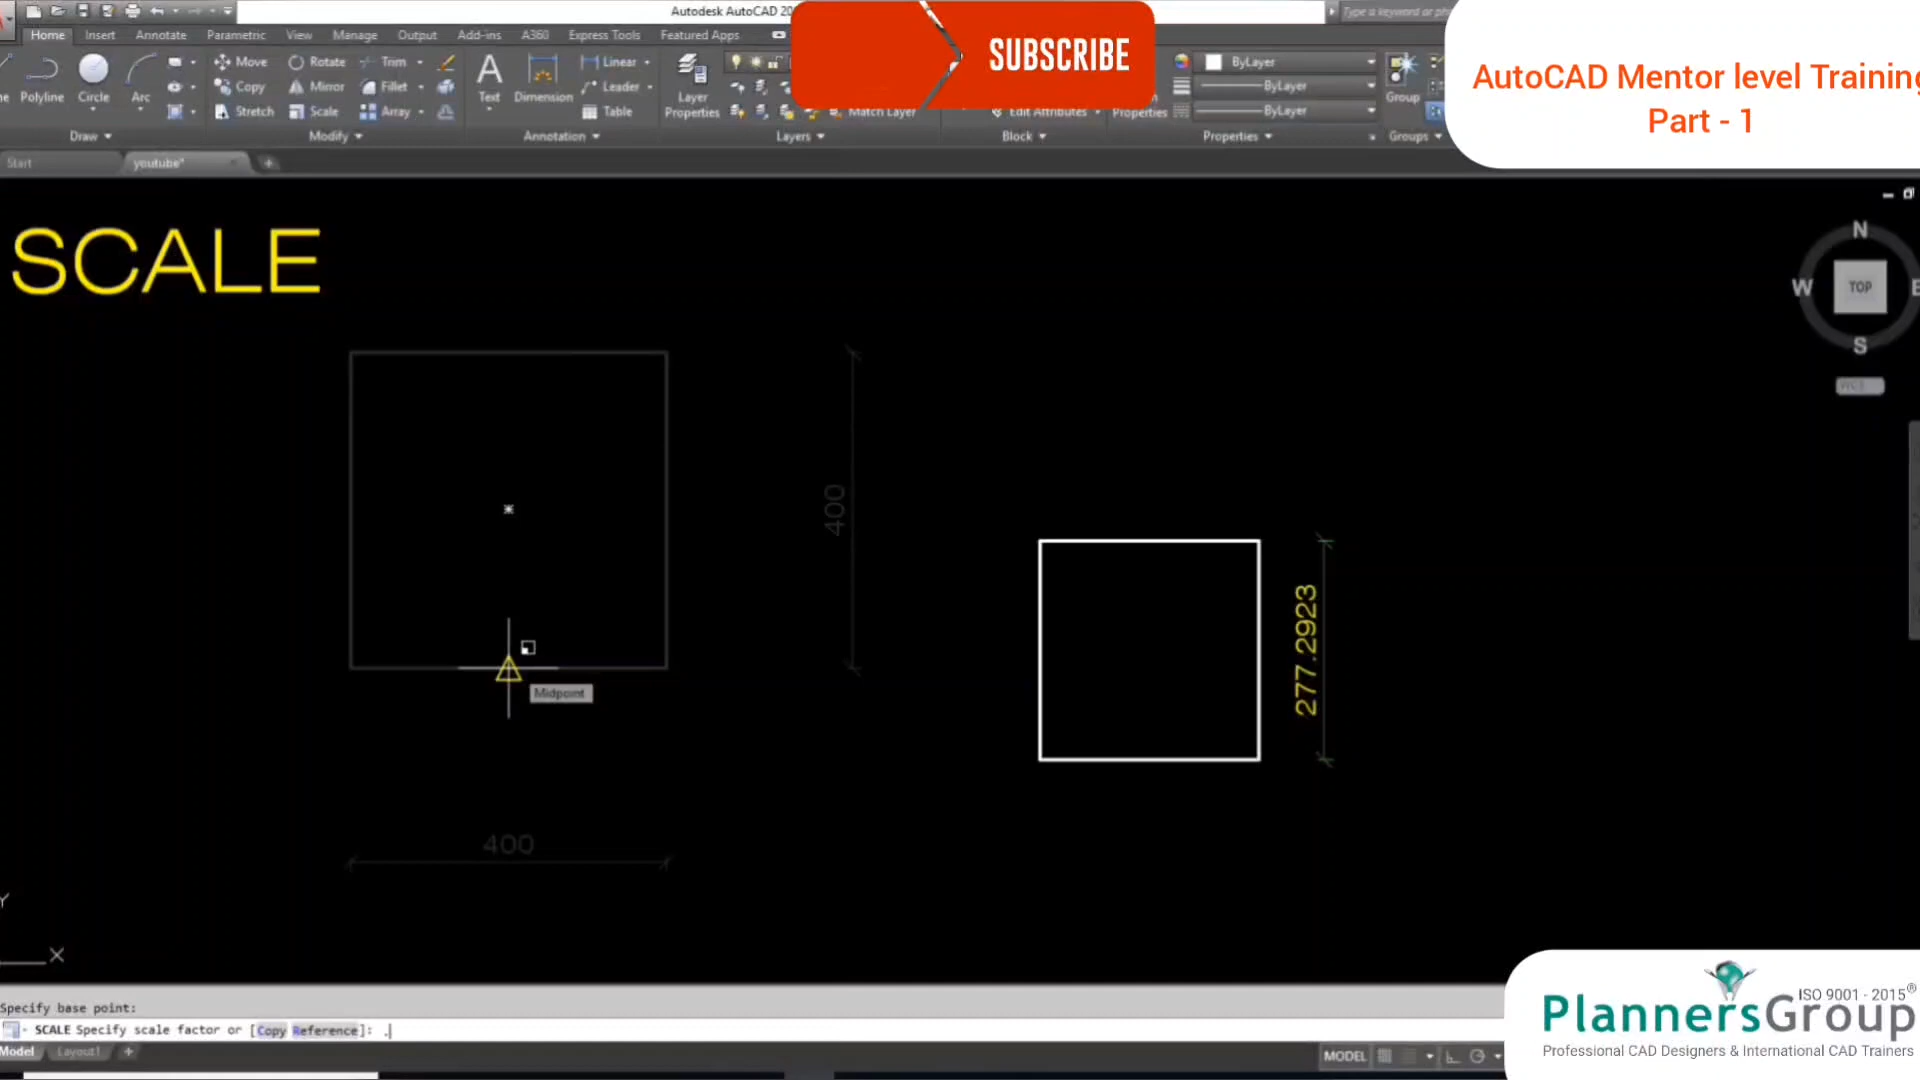 Autodesk AutoCAD 20
Type a keyword or ph
SUBSCRIBE
AutoCAD Mentor level Training
Part - 1
Home Insert Annotate Parametric View Manage Output Add-ins A360 Express Tools Featured Apps
Move Rotate Trim Linear ByLayer
Polyline Circle Arc Copy Mirror Fillet Text Dimension Leader Layer Properties ByLayer Group
Stretch Scale Array Table Match Layer Edit Attributes Properties ByLayer
Draw Modify Annotation Layers Block Properties Groups
Start youtube*
SCALE
N
W TOP E
S
400
277.2923
Midpoint
400
Y
X
Specify base point:
SCALE Specify scale factor or [Copy Reference]: .
Model Layout1 +
MODEL
ISO 9001 - 2015®
PlannersGroup
Professional CAD Designers & International CAD Trainers